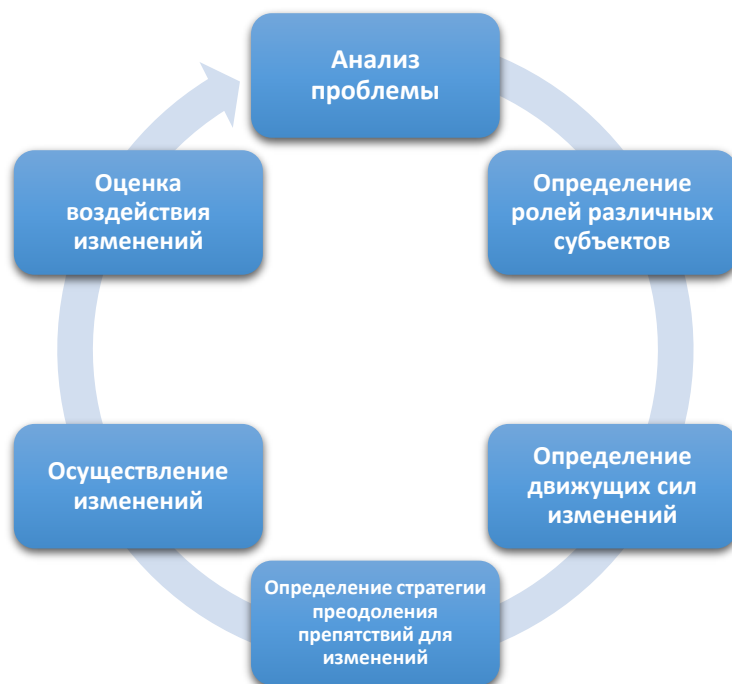 Анализ
проблемы
Определение
ролей различных
субъектов
Определение
движущих сил
изменений
Определение стратегии
преодоления
препятствий для
изменений
Осуществление
изменений
Оценка
воздействия
изменений